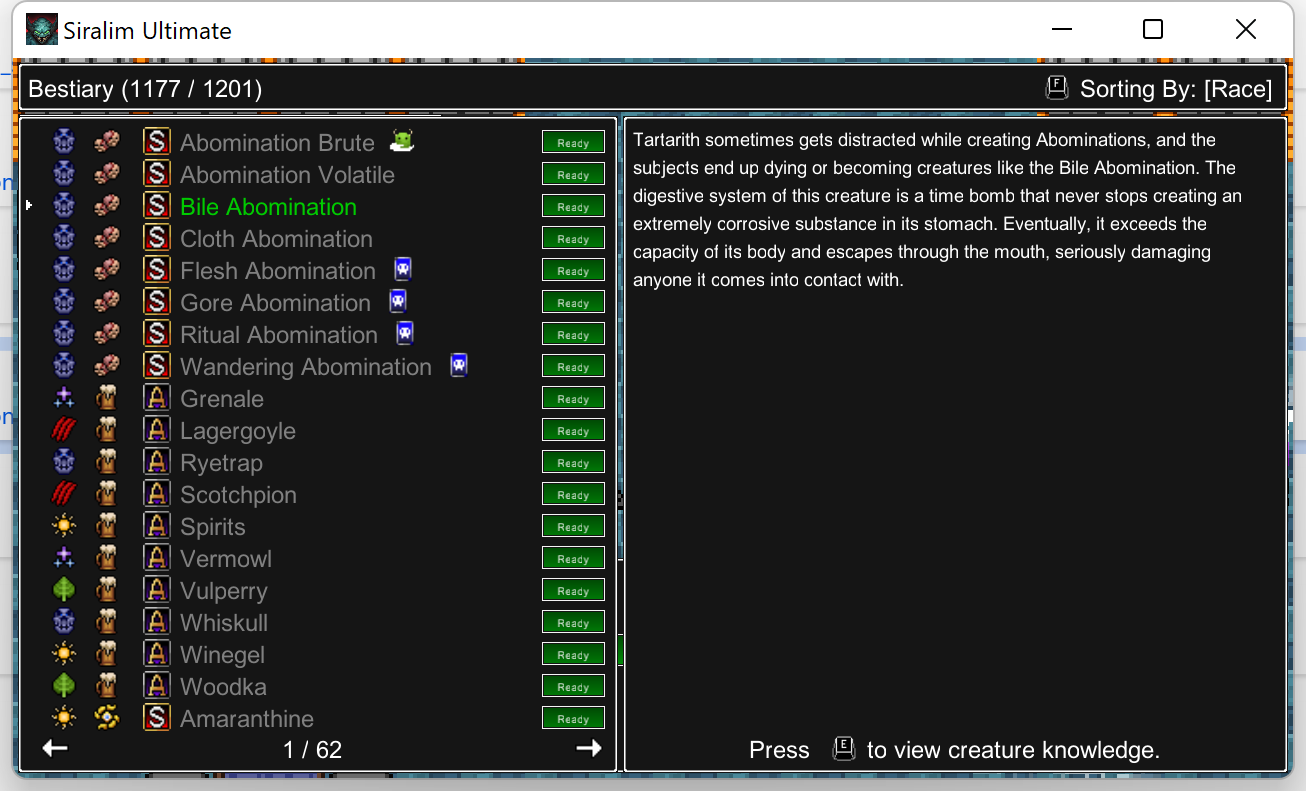 Siralim Ultimate
Bestiary (1177 / 1201)
F Sorting By: [Race]
S Abomination Brute Ready
S Abomination Volatile Ready
S Bile Abomination Ready
S Cloth Abomination Ready
S Flesh Abomination Ready
S Gore Abomination Ready
S Ritual Abomination Ready
S Wandering Abomination Ready
A Grenale Ready
A Lagergoyle Ready
A Ryetrap Ready
A Scotchpion Ready
A Spirits Ready
A Vermowl Ready
A Vulperry Ready
A Whiskull Ready
A Winegel Ready
A Woodka Ready
S Amaranthine Ready
1 / 62
Tartarith sometimes gets distracted while creating Abominations, and the
subjects end up dying or becoming creatures like the Bile Abomination. The
digestive system of this creature is a time bomb that never stops creating an
extremely corrosive substance in its stomach. Eventually, it exceeds the
capacity of its body and escapes through the mouth, seriously damaging
anyone it comes into contact with.
Press E to view creature knowledge.